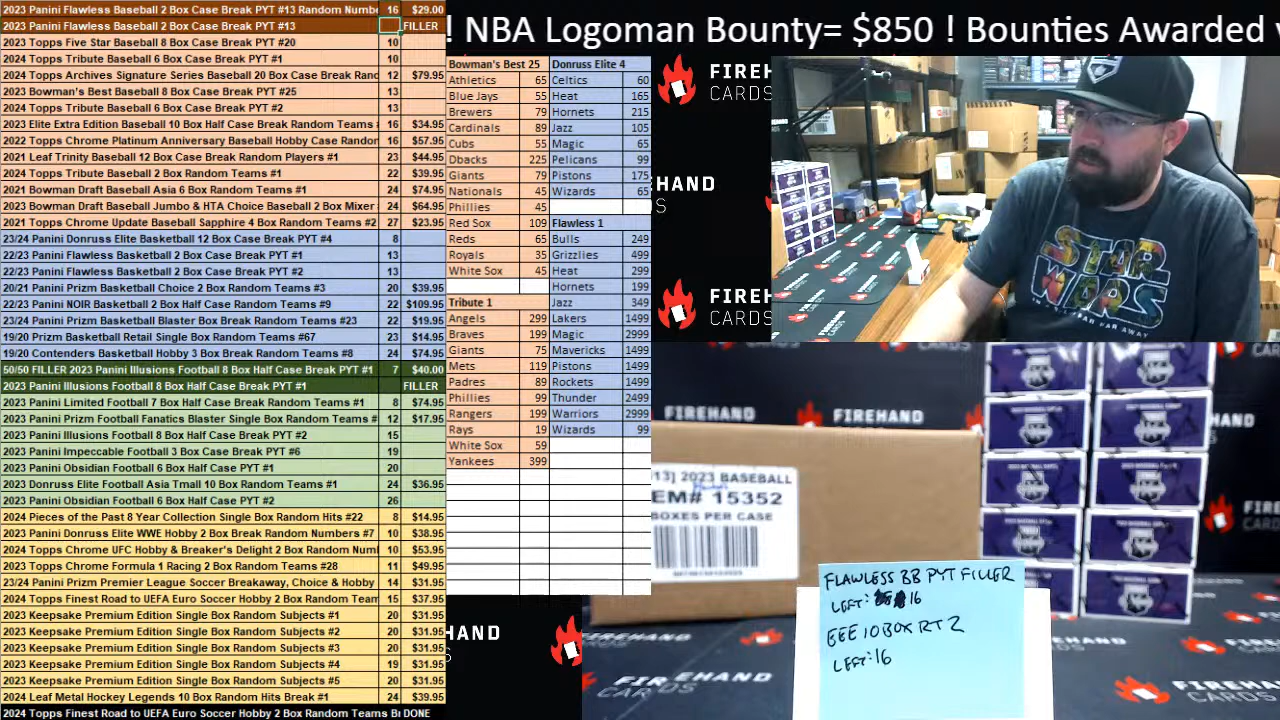 2023 Panini Flawless Baseball 2 Box Case Break PYT #13 Random Numbe 16 $29.00
2023 Panini Flawless Baseball 2 Box Case Break PYT #13 FILLER
2023 Topps Five Star Baseball 8 Box Case Break PYT #20 10
2024 Topps Tribute Baseball 6 Box Case Break PYT #1 10
2024 Topps Archives Signature Series Baseball 20 Box Case Break Ranc 12 $79.95
2023 Bowman's Best Baseball 8 Box Case Break PYT #25 13
2024 Topps Tribute Baseball 6 Box Case Break PYT #2 13
2023 Elite Extra Edition Baseball 10 Box Half Case Break Random Teams 16 $34.95
2022 Topps Chrome Platinum Anniversary Baseball Hobby Case Randor 16 $57.95
2021 Leaf Trinity Baseball 12 Box Case Break Random Players #1 23 $44.95
2024 Topps Tribute Baseball 2 Box Random Teams #1 22 $39.95
2021 Bowman Draft Baseball Asia 6 Box Random Teams #1 24 $74.95
2023 Bowman Draft Baseball Jumbo & HTA Choice Baseball 2 Box Mixer 24 $64.95
2021 Topps Chrome Update Baseball Sapphire 4 Box Random Teams #2 27 $23.95
23/24 Panini Donruss Elite Basketball 12 Box Case Break PYT #4 8
22/23 Panini Flawless Basketball 2 Box Case Break PYT #1 13
22/23 Panini Flawless Basketball 2 Box Case Break PYT #2 13
20/21 Panini Prizm Basketball Choice 2 Box Random Teams #3 20 $39.95
22/23 Panini NOIR Basketball 2 Box Half Case Random Teams #9 22 $109.95
23/24 Panini Prizm Basketball Blaster Box Break Random Teams #23 22 $19.95
19/20 Prizm Basketball Retail Single Box Random Teams #67 23 $14.95
19/20 Contenders Basketball Hobby 3 Box Break Random Teams #8 24 $74.95
50/50 FILLER 2023 Panini Illusions Football 8 Box Half Case Break PYT #1 7 $40.00
2023 Panini Illusions Football 8 Box Half Case Break PYT #1 FILLER
2023 Panini Limited Football 7 Box Half Case Break Random Teams #1 8 $74.95
2023 Panini Prizm Football Fanatics Blaster Single Box Random Teams # 12 $17.95
2023 Panini Illusions Football 8 Box Half Case Break PYT #2 15
2023 Panini Impeccable Football 3 Box Case Break PYT #6 19
2023 Panini Obsidian Football 6 Box Half Case PYT #1 20
2023 Donruss Elite Football Asia Tmall 10 Box Random Teams #1 24 $36.95
2023 Panini Obsidian Football 6 Box Half Case PYT #2 26
2024 Pieces of the Past 8 Year Collection Single Box Random Hits #22 8 $14.95
2023 Panini Donruss Elite WWE Hobby 2 Box Break Random Numbers #7 10 $38.95
2024 Topps Chrome UFC Hobby & Breaker's Delight 2 Box Random Numl 10 $53.95
2023 Topps Chrome Formula 1 Racing 2 Box Random Teams #28 11 $49.95
23/24 Panini Prizm Premier League Soccer Breakaway, Choice & Hobby 14 $31.95
2024 Topps Finest Road to UEFA Euro Soccer Hobby 2 Box Random Team 15 $37.95
2023 Keepsake Premium Edition Single Box Random Subjects #1 20 $31.95
2023 Keepsake Premium Edition Single Box Random Subjects #2 20 $31.95
2023 Keepsake Premium Edition Single Box Random Subjects #3 20 $31.95
2023 Keepsake Premium Edition Single Box Random Subjects #4 19 $31.95
2023 Keepsake Premium Edition Single Box Random Subjects #5 20 $31.95
2024 Leaf Metal Hockey Legends 10 Box Random Hits Break #1 24 $39.95
2024 Topps Finest Road to UEFA Euro Soccer Hobby 2 Box Random Teams Br DONE
! NBA Logoman Bounty= $850 ! Bounties Awarded
Bowman's Best 25
Athletics 65
Blue Jays 55
Brewers 79
Cardinals 89
Cubs 55
Dbacks 225
Giants 79
Nationals 45
Phillies 45
Red Sox 109
Reds 65
Royals 35
White Sox 45
Tribute 1
Angels 299
Braves 199
Giants 75
Mets 119
Padres 89
Phillies 99
Rangers 199
Rays 19
White Sox 59
Yankees 399
Donruss Elite 4
Celtics 60
Heat 165
Hornets 215
Jazz 105
Magic 65
Pelicans 99
Pistons 175
Wizards 65
Flawless 1
Bulls 249
Grizzlies 499
Heat 299
Hornets 199
Jazz 349
Lakers 1499
Magic 2999
Mavericks 1499
Pistons 1499
Rockets 1499
Thunder 2499
Warriors 2999
Wizards 99
FIREH
CARDS
HAND
FIREH
CARDS
HAND
STAR
WARS
FIREHAND
FIREHAND
13] 2023 BASEBALL
EM# 15352
BOXES PER CASE
FLAWLESS BB PYT FILLER
LEFT: 16
EEE 10 BOX RT 2
LEFT: 16
FIREHAND
CARDS
FIREHAND
CARDS